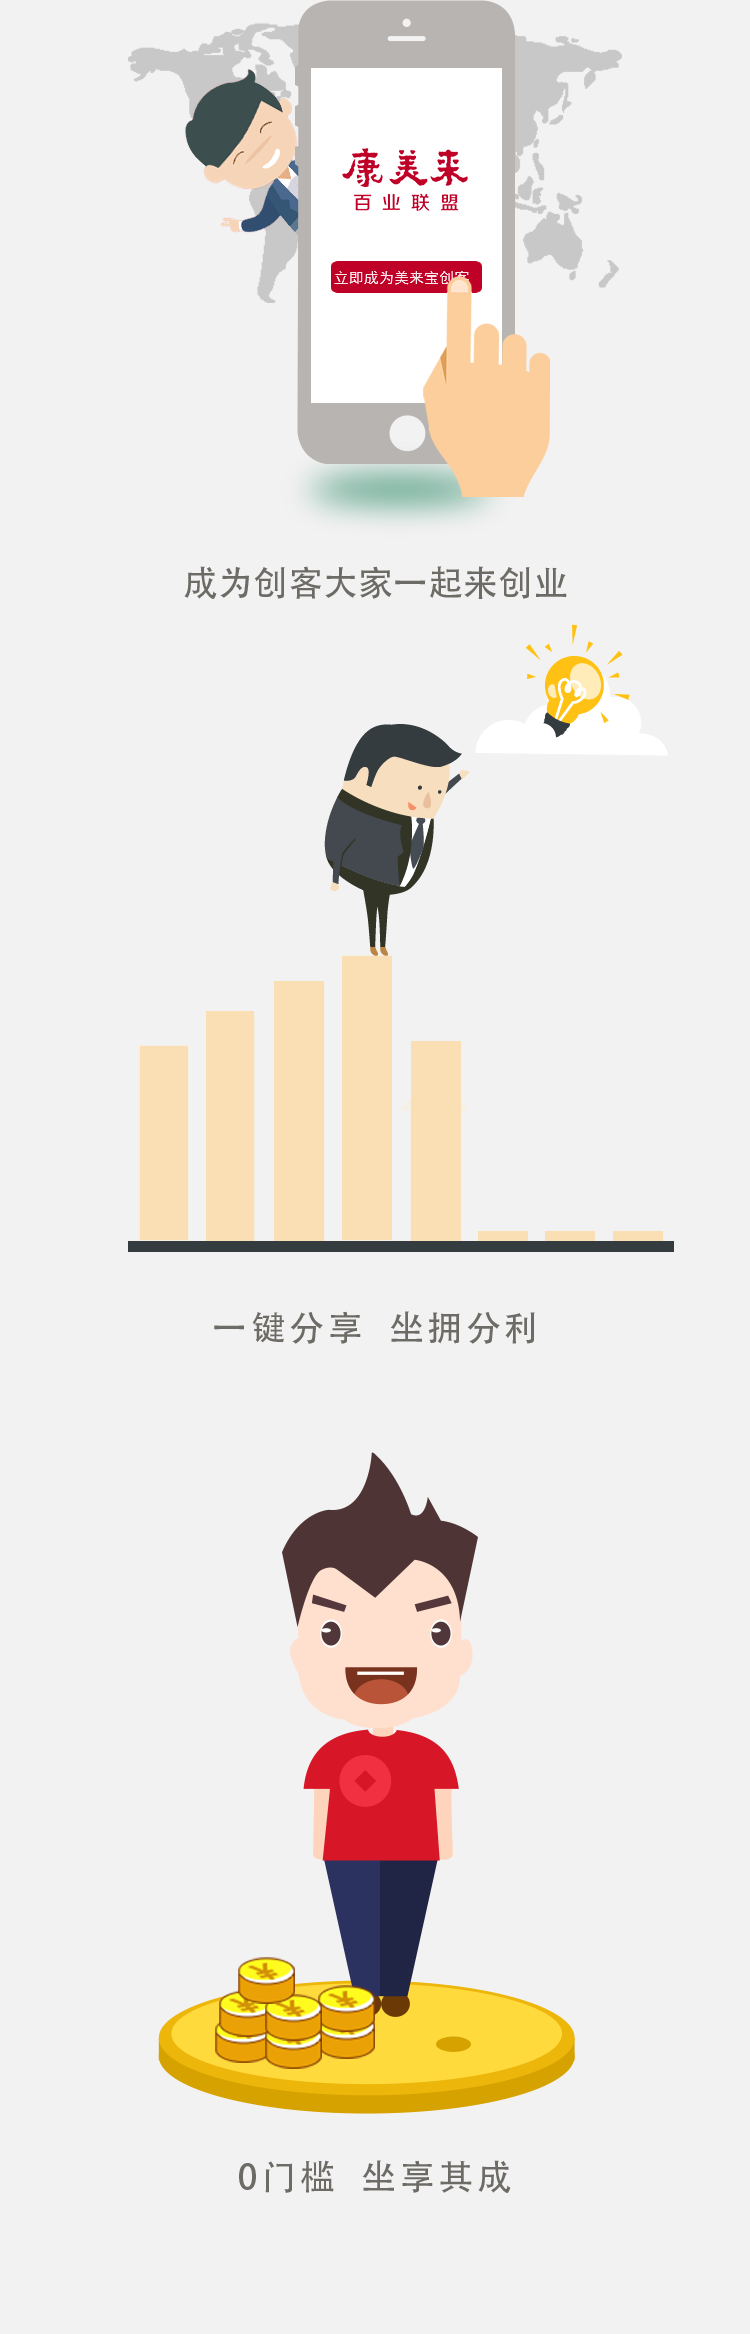 康美来
百业联盟
立即成为美来宝创客
成为创客大家一起来创业
一键分享 坐拥分利
0门槛 坐享其成